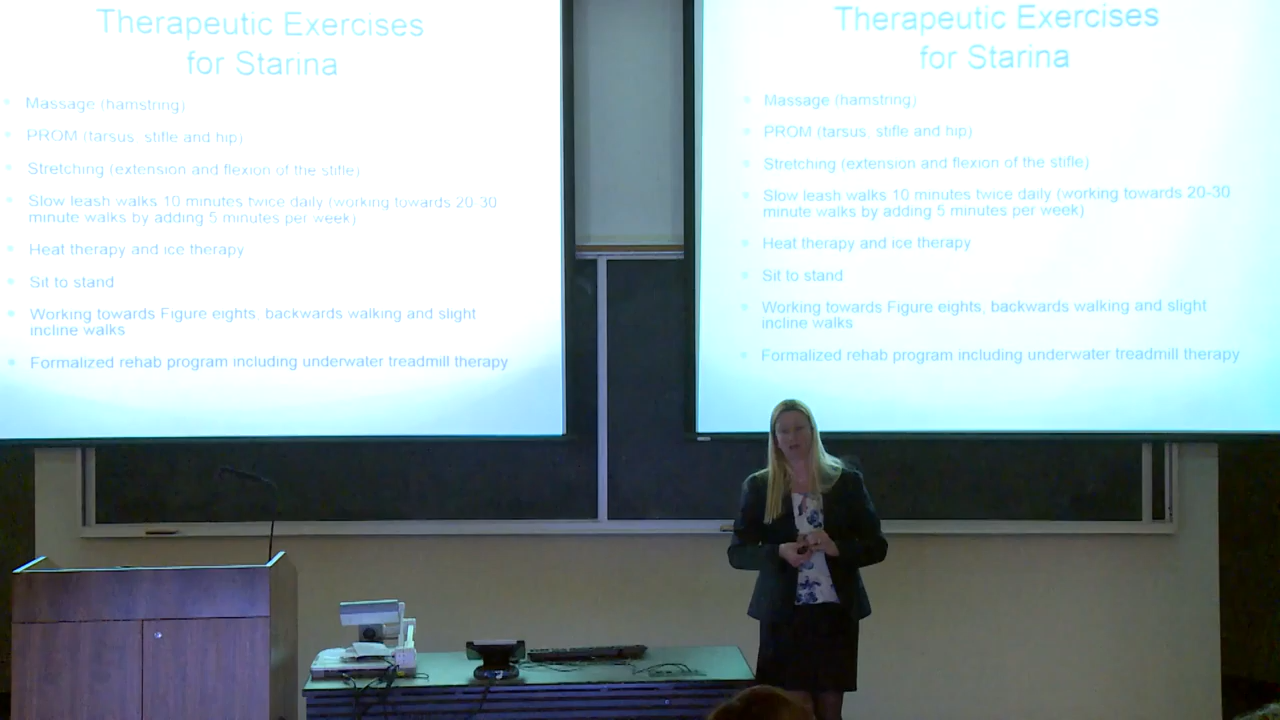 Therapeutic Exercises
for Starina
Massage (hamstring)
PROM (tarsus, stifle and hip)
Stretching (extension and flexion of the stifle)
Slow leash walks 10 minutes twice daily (working towards 20-30
minute walks by adding 5 minutes per week)
Heat therapy and ice therapy
Sit to stand
Working towards Figure eights, backwards walking and slight
incline walks
Formalized rehab program including underwater treadmill therapy
Therapeutic Exercises
for Starina
Massage (hamstring)
PROM (tarsus, stifle and hip)
Stretching (extension and flexion of the stifle)
Slow leash walks 10 minutes twice daily (working towards 20-30
minute walks by adding 5 minutes per week)
Heat therapy and ice therapy
Sit to stand
Working towards Figure eights, backwards walking and slight
incline walks
Formalized rehab program including underwater treadmill therapy